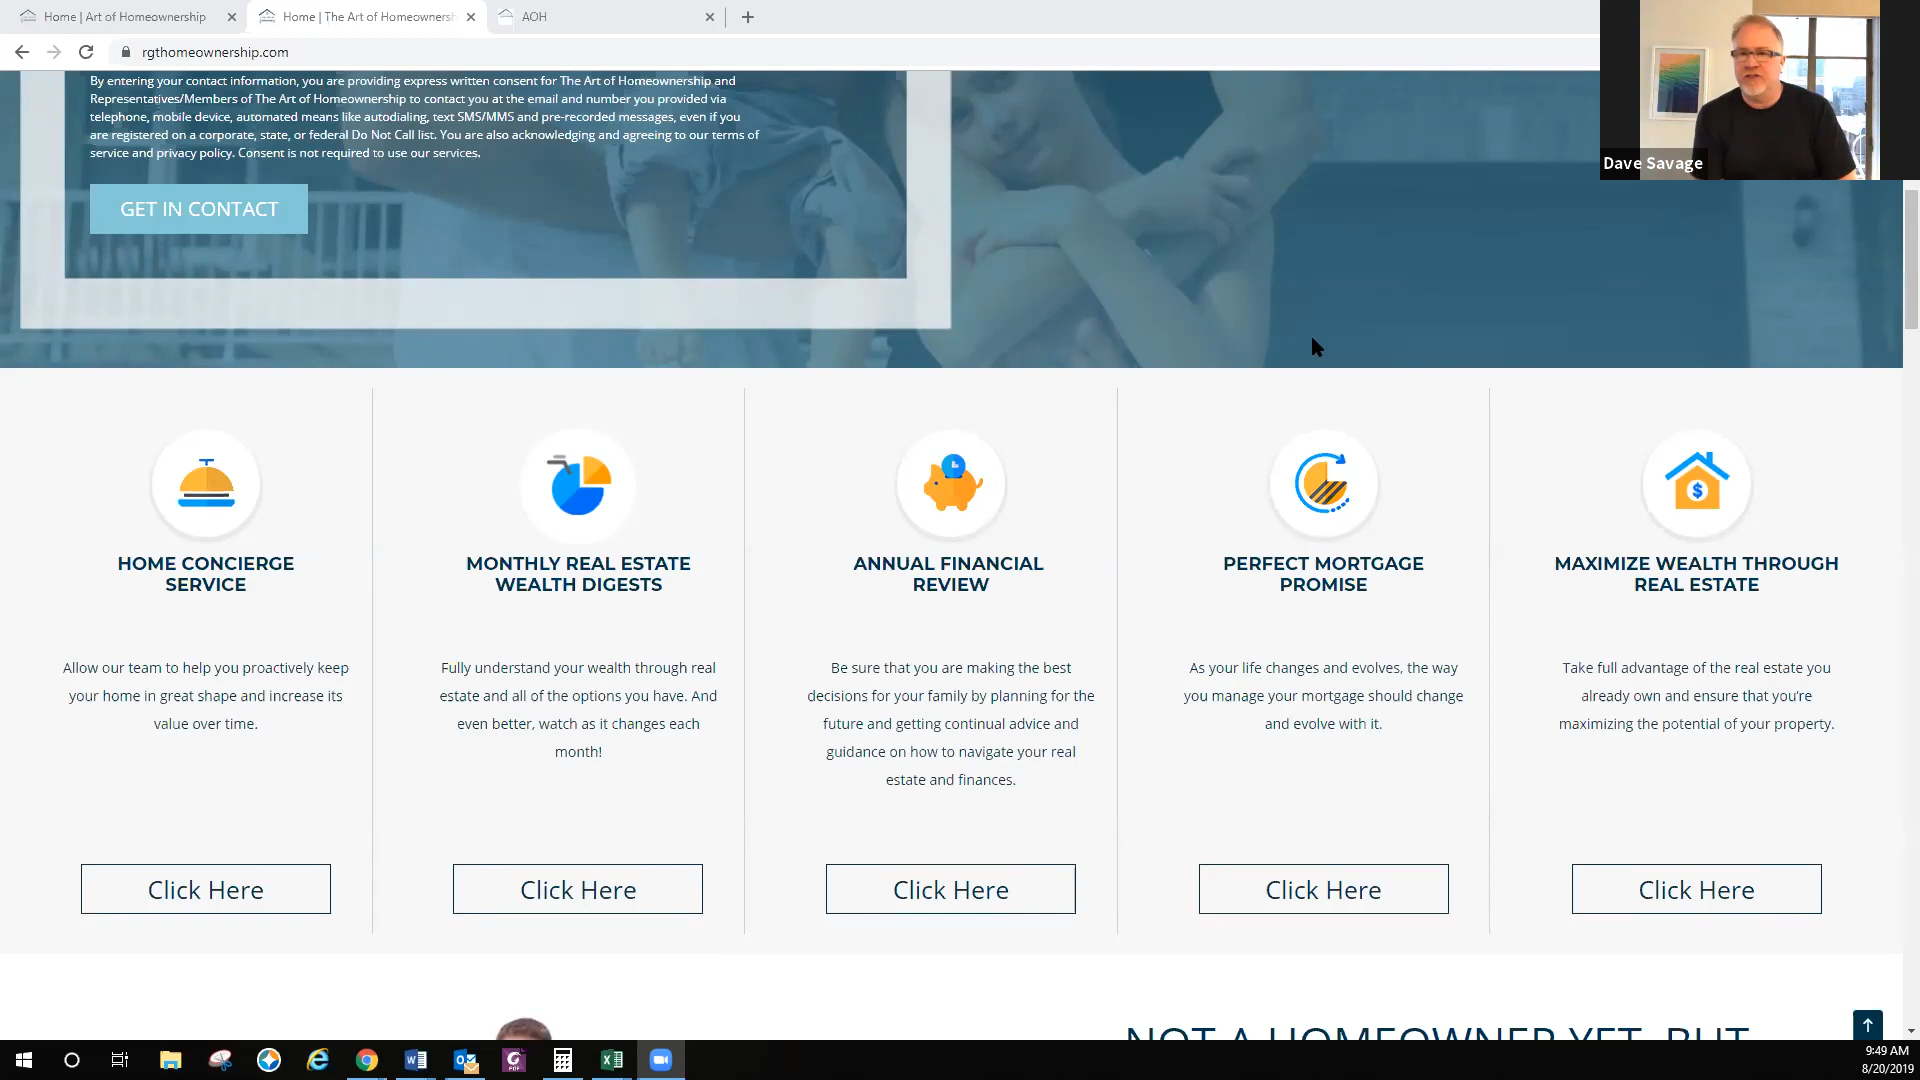 Home | Art of Homeownership
Home | The Art of Homeownersh
AOH
rgthomeownership.com
Dave Savage
By entering your contact information, you are providing express written consent for The Art of Homeownership and
Representatives/Members of The Art of Homeownership to contact you at the email and number you provided via
telephone, mobile device, automated means like autodialing, text SMS/MMS and pre-recorded messages, even if you
are registered on a corporate, state, or federal Do Not Call list. You are also acknowledging and agreeing to our terms of
service and privacy policy. Consent is not required to use our services.
GET IN CONTACT
HOME CONCIERGE
SERVICE
Allow our team to help you proactively keep
your home in great shape and increase its
value over time.
Click Here
MONTHLY REAL ESTATE
WEALTH DIGESTS
Fully understand your wealth through real
estate and all of the options you have. And
even better, watch as it changes each
month!
Click Here
ANNUAL FINANCIAL
REVIEW
Be sure that you are making the best
decisions for your family by planning for the
future and getting continual advice and
guidance on how to navigate your real
estate and finances.
Click Here
PERFECT MORTGAGE
PROMISE
As your life changes and evolves, the way
you manage your mortgage should change
and evolve with it.
Click Here
MAXIMIZE WEALTH THROUGH
REAL ESTATE
Take full advantage of the real estate you
already own and ensure that you're
maximizing the potential of your property.
Click Here
NOT A HOMEOWNER YET, BUT
9:49 AM
8/20/2019